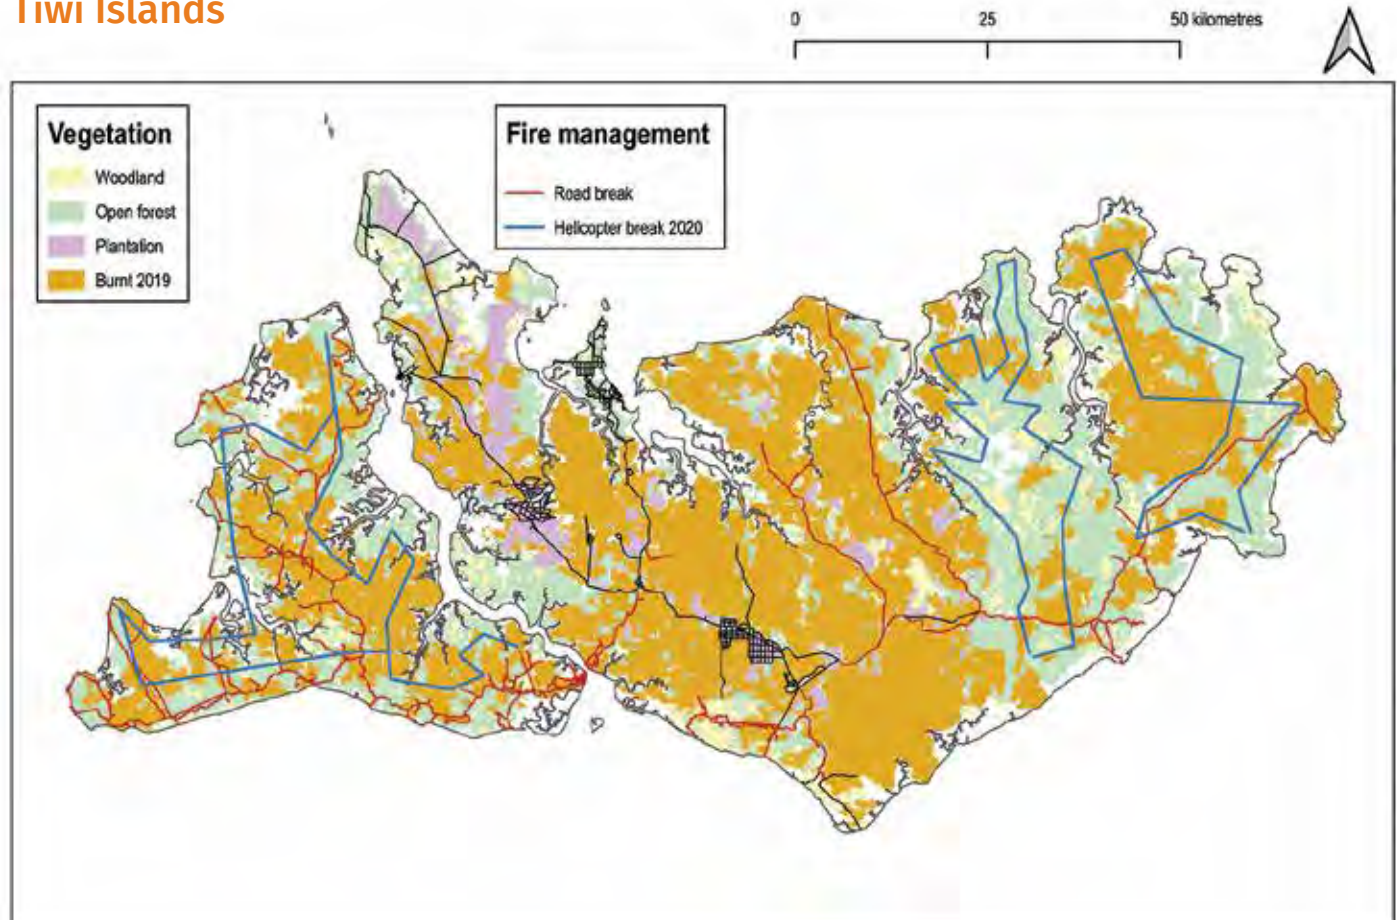 Tiwi Islands
0 25 50 kilometres
Vegetation
Woodland
Open forest
Plantation
Burnt 2019
Fire management
Road break
Helicopter break 2020